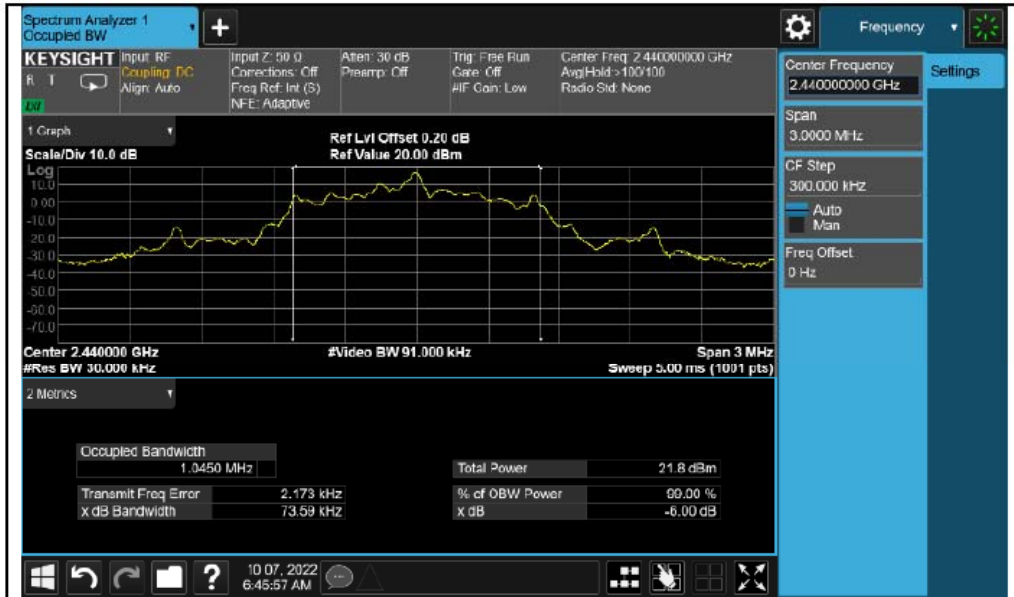 Spectrum Analyzer 1
Occupied BW
Frequency
KEYSIGHT
R T
Input: RF
Coupling: DC
Align: Auto
Input Z: 50 Ω
Corrections: Off
Freq Ref: Int (S)
NFE: Adaptive
Atten: 30 dB
Preamp: Off
Trig: Free Run
Gate: Off
#IF Gain: Low
Center Freq: 2.440000000 GHz
Avg|Hold:>100/100
Radio Std: None
Center Frequency
2.440000000 GHz
Settings
Span
3.0000 MHz
CF Step
300.000 kHz
Auto
Man
Freq Offset
0 Hz
1 Graph
Scale/Div 10.0 dB
Ref Lvl Offset 0.20 dB
Ref Value 20.00 dBm
Log
10.0
0.00
-10.0
-20.0
-30.0
-40.0
-50.0
-60.0
-70.0
Center 2.440000 GHz
#Video BW 91.000 kHz
Span 3 MHz
#Res BW 30.000 kHz
Sweep 5.00 ms (1001 pts)
2 Metrics
Occupied Bandwidth
1.0450 MHz
Total Power 21.8 dBm
Transmit Freq Error 2.173 kHz
% of OBW Power 99.00 %
x dB Bandwidth 73.59 kHz
x dB -6.00 dB
?
10 07, 2022
6:45:57 AM